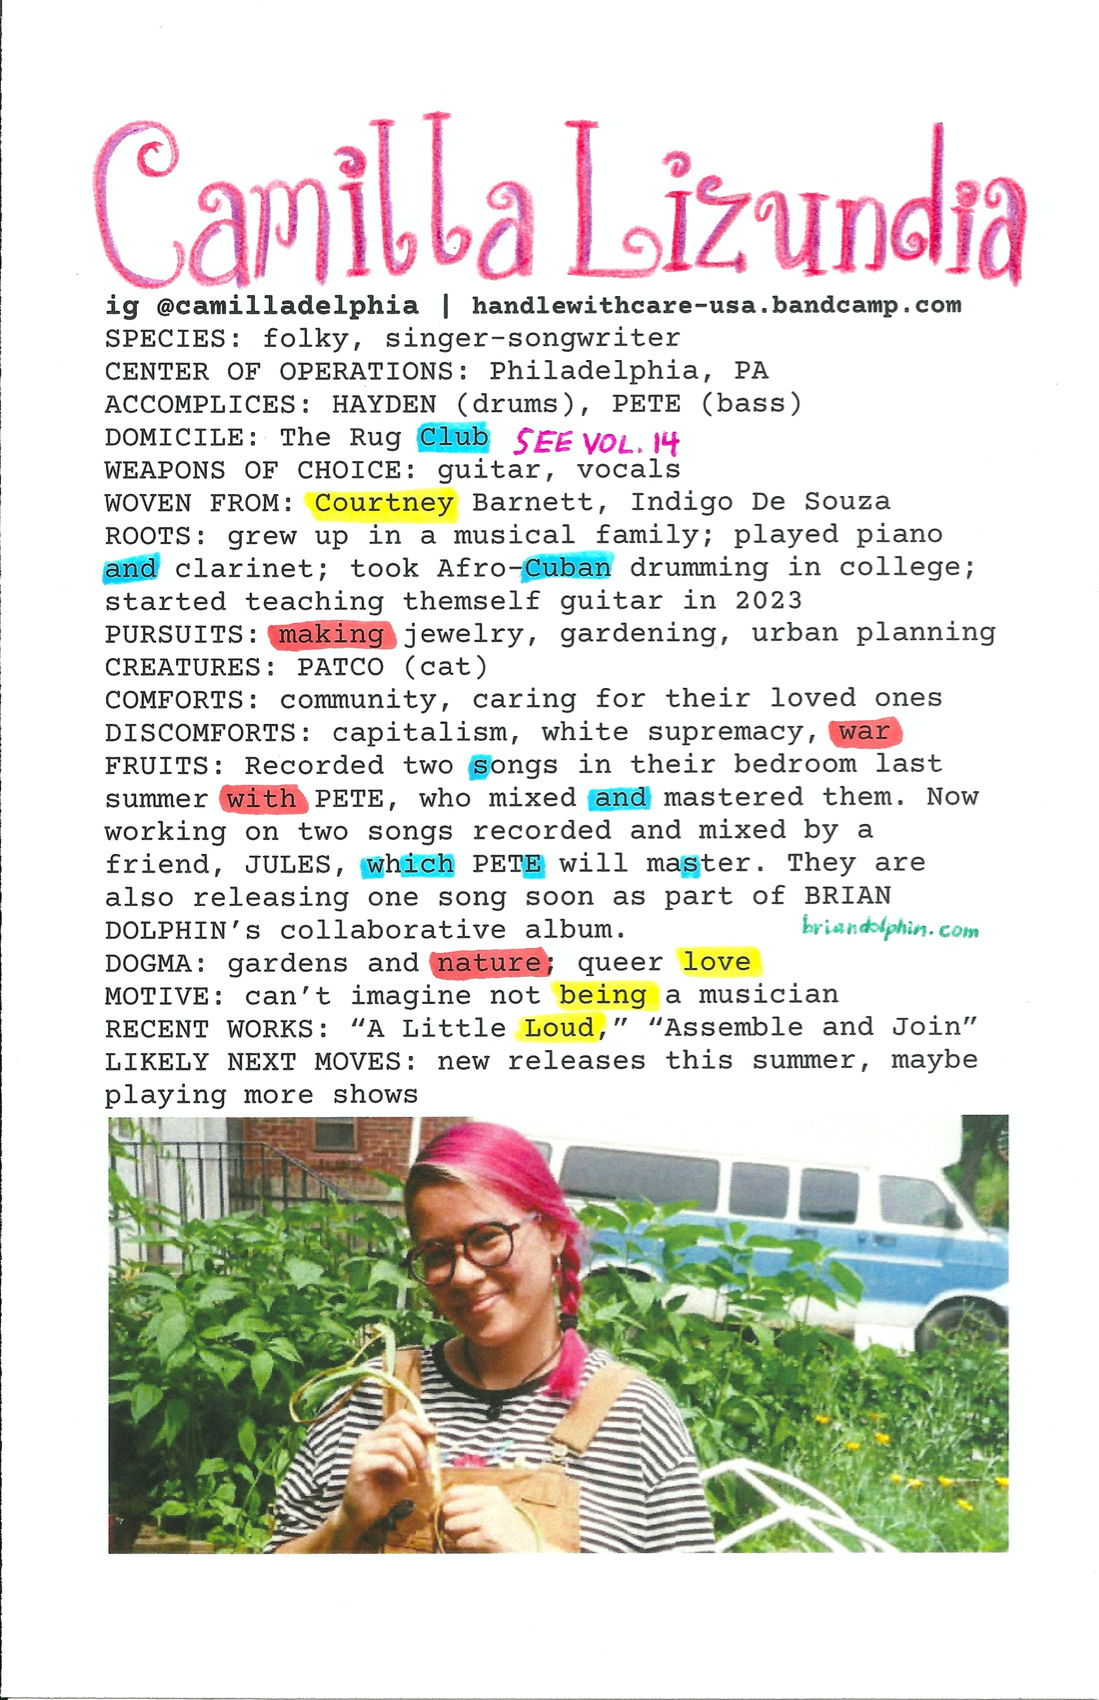 Camilla Lizundia
ig @camilladelphia | handlewithcare-usa.bandcamp.com
SPECIES: folky, singer-songwriter
CENTER OF OPERATIONS: Philadelphia, PA
ACCOMPLICES: HAYDEN (drums), PETE (bass)
DOMICILE: The Rug Club SEE VOL. 14
WEAPONS OF CHOICE: guitar, vocals
WOVEN FROM: Courtney Barnett, Indigo De Souza
ROOTS: grew up in a musical family; played piano
and clarinet; took Afro-Cuban drumming in college;
started teaching themself guitar in 2023
PURSUITS: making jewelry, gardening, urban planning
CREATURES: PATCO (cat)
COMFORTS: community, caring for their loved ones
DISCOMFORTS: capitalism, white supremacy, war
FRUITS: Recorded two songs in their bedroom last
summer with PETE, who mixed and mastered them. Now
working on two songs recorded and mixed by a
friend, JULES, which PETE will master. They are
also releasing one song soon as part of BRIAN
DOLPHIN’s collaborative album. briandolphin.com
DOGMA: gardens and nature; queer love
MOTIVE: can’t imagine not being a musician
RECENT WORKS: “A Little Loud,” “Assemble and Join”
LIKELY NEXT MOVES: new releases this summer, maybe
playing more shows